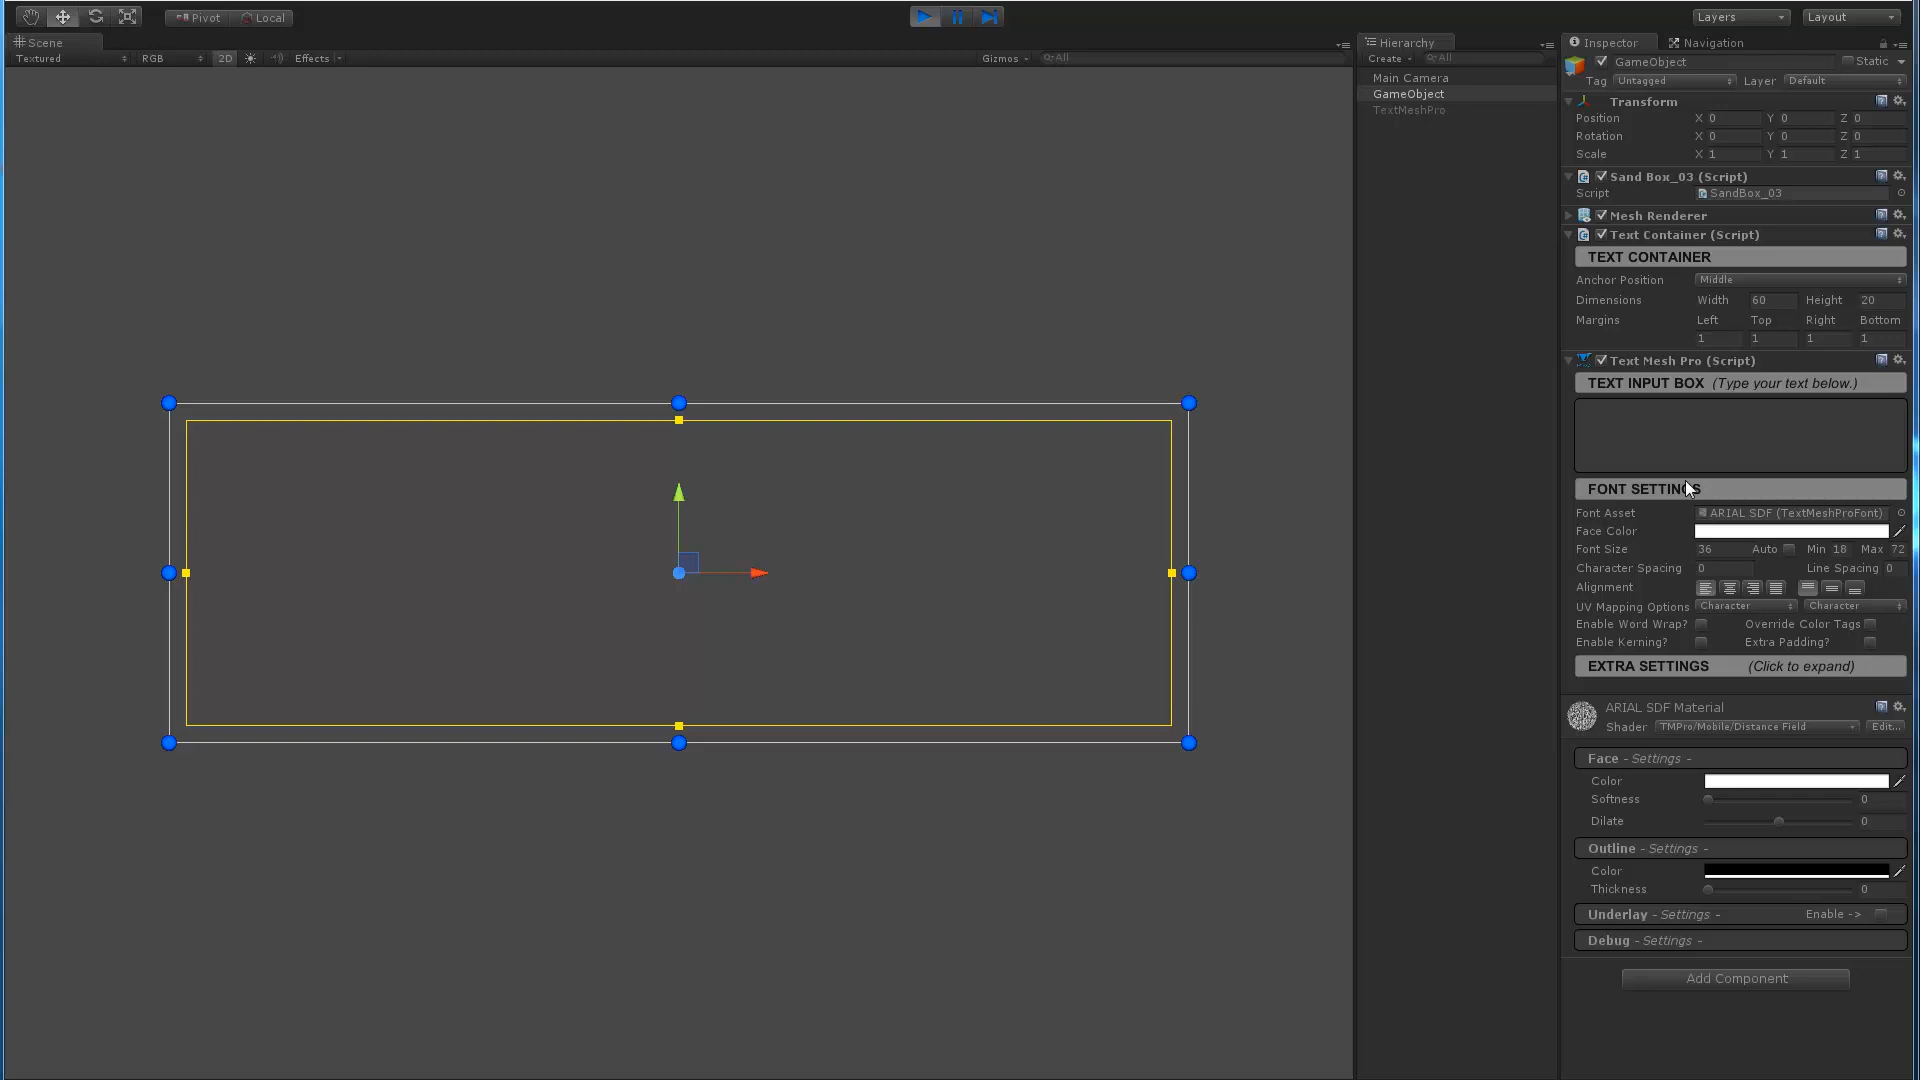 Pivot Local Layers Layout
Scene
Textured RGB 2D Effects Gizmos All
Hierarchy
Create All
Main Camera
GameObject
TextMeshPro
Inspector Navigation
GameObject Static
Tag Untagged Layer Default
Transform
Position X 0 Y 0 Z 0
Rotation X 0 Y 0 Z 0
Scale X 1 Y 1 Z 1
Sand Box_03 (Script)
Script SandBox_03
Mesh Renderer
Text Container (Script)
TEXT CONTAINER
Anchor Position Middle
Dimensions Width 60 Height 20
Margins Left Top Right Bottom
1 1 1 1
Text Mesh Pro (Script)
TEXT INPUT BOX (Type your text below.)
FONT SETTINGS
Font Asset ARIAL SDF (TextMeshProFont)
Face Color
Font Size 36 Auto Min 18 Max 72
Character Spacing 0 Line Spacing 0
Alignment
UV Mapping Options Character Character
Enable Word Wrap? Override Color Tags
Enable Kerning? Extra Padding?
EXTRA SETTINGS (Click to expand)
ARIAL SDF Material
Shader TMPro/Mobile/Distance Field Edit...
Face - Settings -
Color
Softness 0
Dilate 0
Outline - Settings -
Color
Thickness 0
Underlay - Settings - Enable ->
Debug - Settings -
Add Component